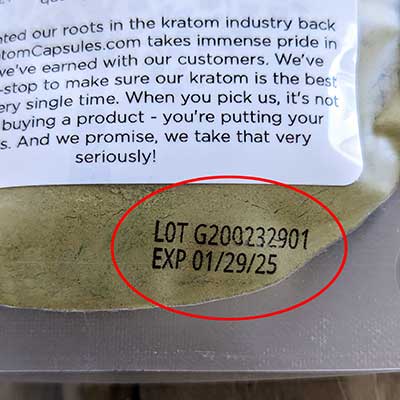 nted our roots in the kratom industry back
tomCapsules.com takes immense pride in
we've earned with our customers. We've
-stop to make sure our kratom is the best
ery single time. When you pick us, it's not
buying a product - you're putting your
s. And we promise, we take that very
seriously!
LOT G200232901
EXP 01/29/25